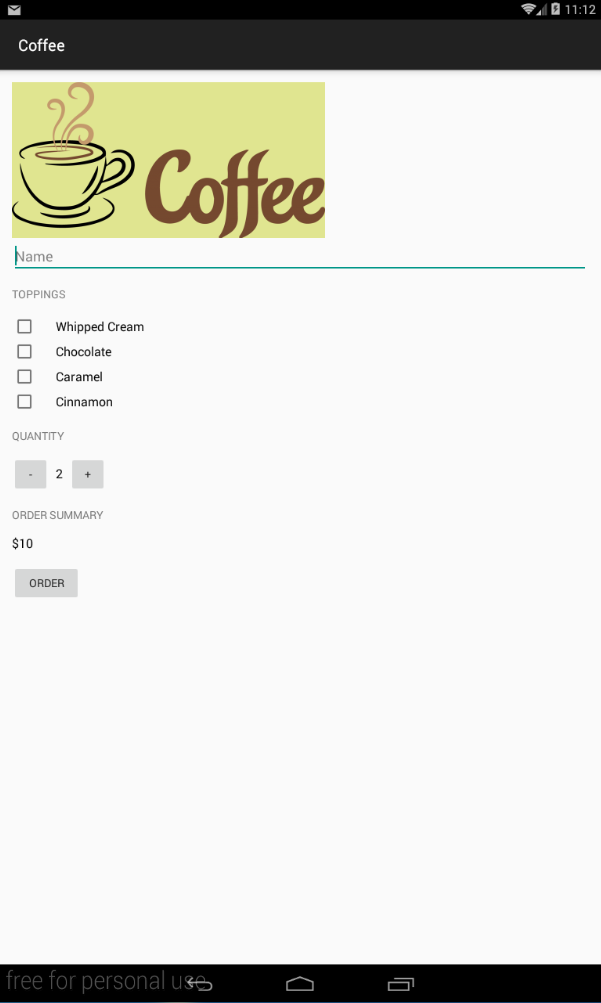 11:12
Coffee
Coffee
Name
TOPPINGS
Whipped Cream
Chocolate
Caramel
Cinnamon
QUANTITY
- 2 +
ORDER SUMMARY
$10
ORDER
free for personal use